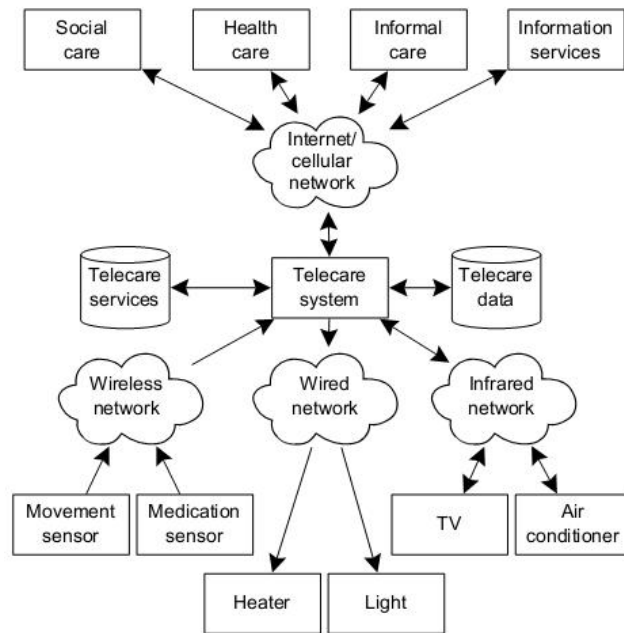 Social
care
Health
care
Informal
care
Information
services
Internet/
cellular
network
Telecare
services
Telecare
system
Telecare
data
Wireless
network
Wired
network
Infrared
network
Movement
sensor
Medication
sensor
TV
Air
conditioner
Heater
Light